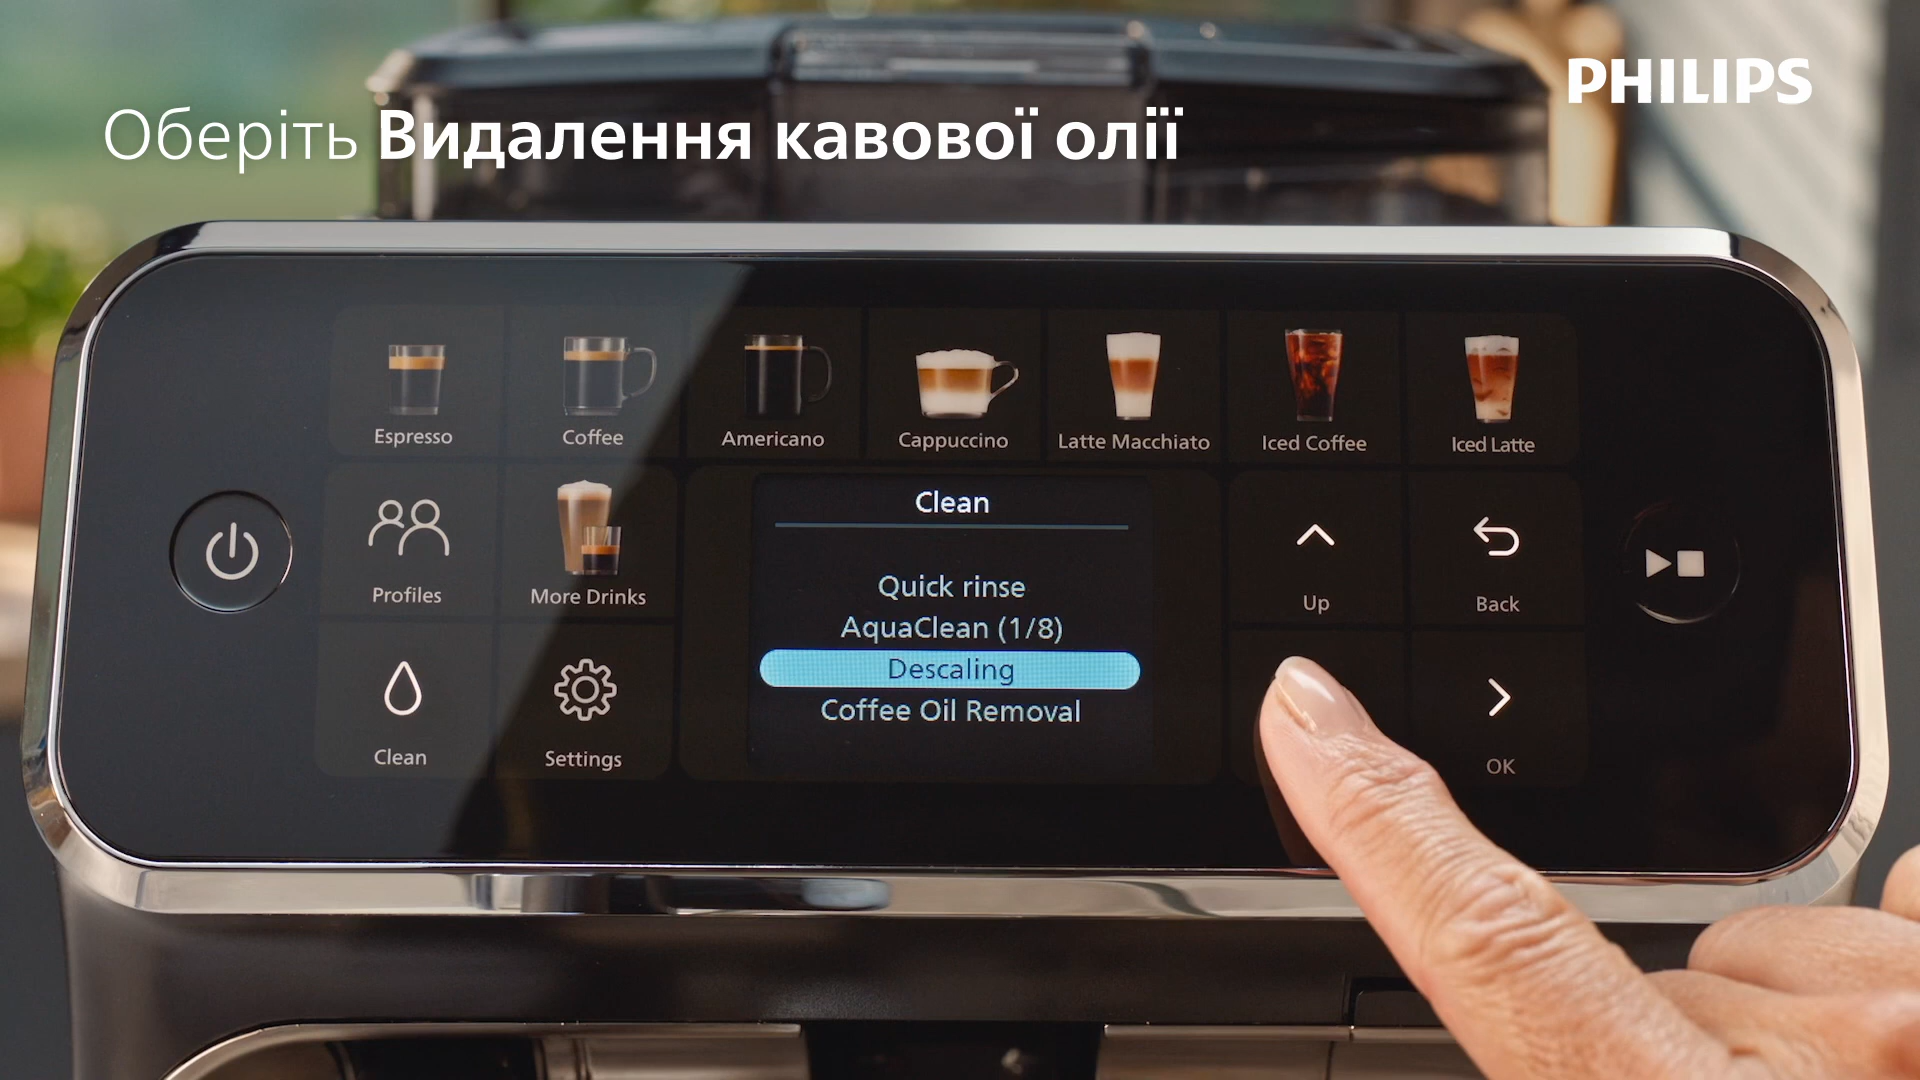 PHILIPS
Оберіть Видалення кавової олії
Espresso
Coffee
Americano
Cappuccino
Latte Macchiato
Iced Coffee
Iced Latte
Profiles
More Drinks
Clean
Settings
Clean
Quick rinse
AquaClean (1/8)
Descaling
Coffee Oil Removal
Up
Back
OK